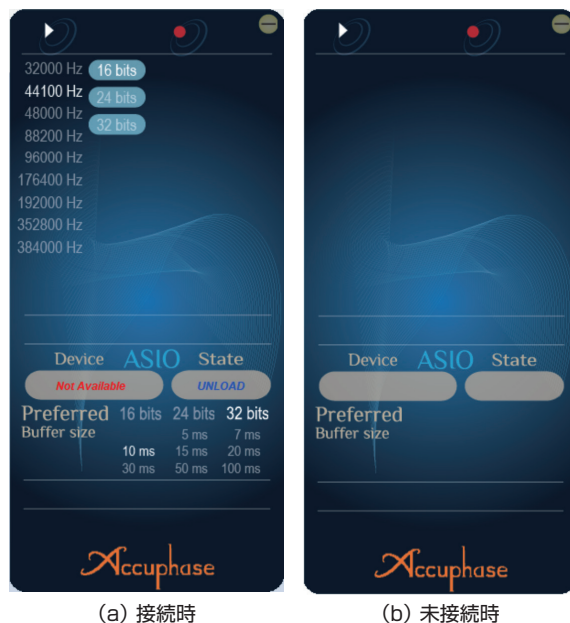 32000 Hz 16 bits
44100 Hz 24 bits
48000 Hz 32 bits
88200 Hz
96000 Hz
176400 Hz
192000 Hz
352800 Hz
384000 Hz
Device ASIO State
Not Available UNLOAD
Preferred 16 bits 24 bits 32 bits
Buffer size 5 ms 7 ms
10 ms 15 ms 20 ms
30 ms 50 ms 100 ms
Accuphase
(a) 接続時
Device ASIO State
Preferred
Buffer size
Accuphase
(b) 未接続時